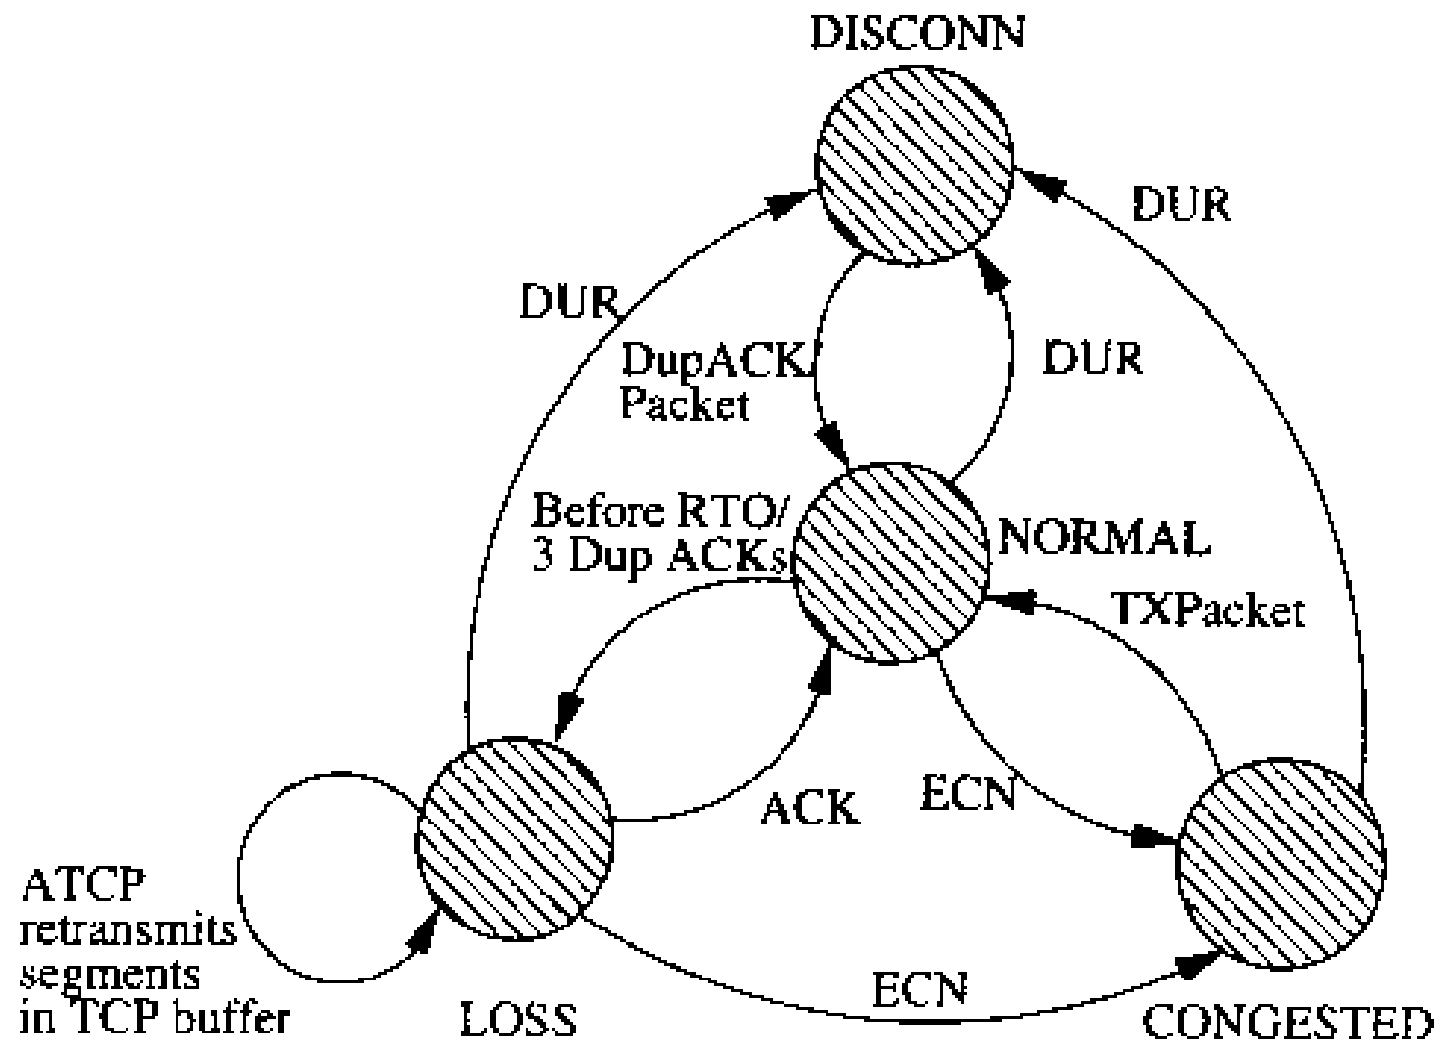 DISCONN
DUR
DUR
DupACK/
Packet
DUR
Before RTO/
3 Dup ACKs
NORMAL
TXPacket
ACK
ECN
ATCP
retransmits
segments
in TCP buffer
LOSS
ECN
CONGESTED